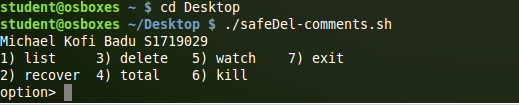 student@osboxes ~ $ cd Desktop
student@osboxes ~/Desktop $ ./safeDel-comments.sh
Michael Kofi Badu S1719029
1) list     3) delete   5) watch    7) exit
2) recover  4) total    6) kill
option>